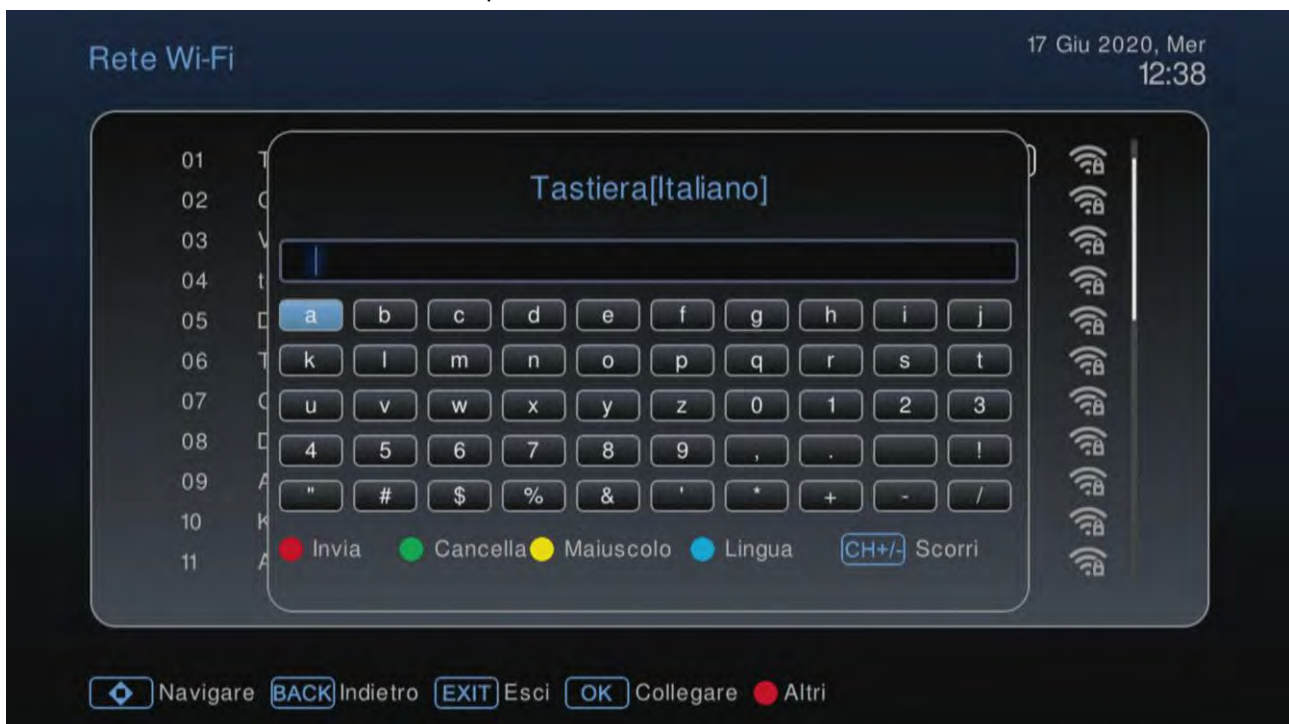 Rete Wi-Fi
17 Giu 2020, Mer
12:38
Tastiera[Italiano]
01 T
02
03 V
04 t
05 D
06 T
07
08 D
09 A
10 K
11 A
a b c d e f g h i j
k l m n o p q r s t
u v w x y z 0 1 2 3
4 5 6 7 8 9 , . !
" # $ % & ' * + - /
Invia Cancella Maiuscolo Lingua CH+/- Scorri
Navigare BACK Indietro EXIT Esci OK Collegare Altri